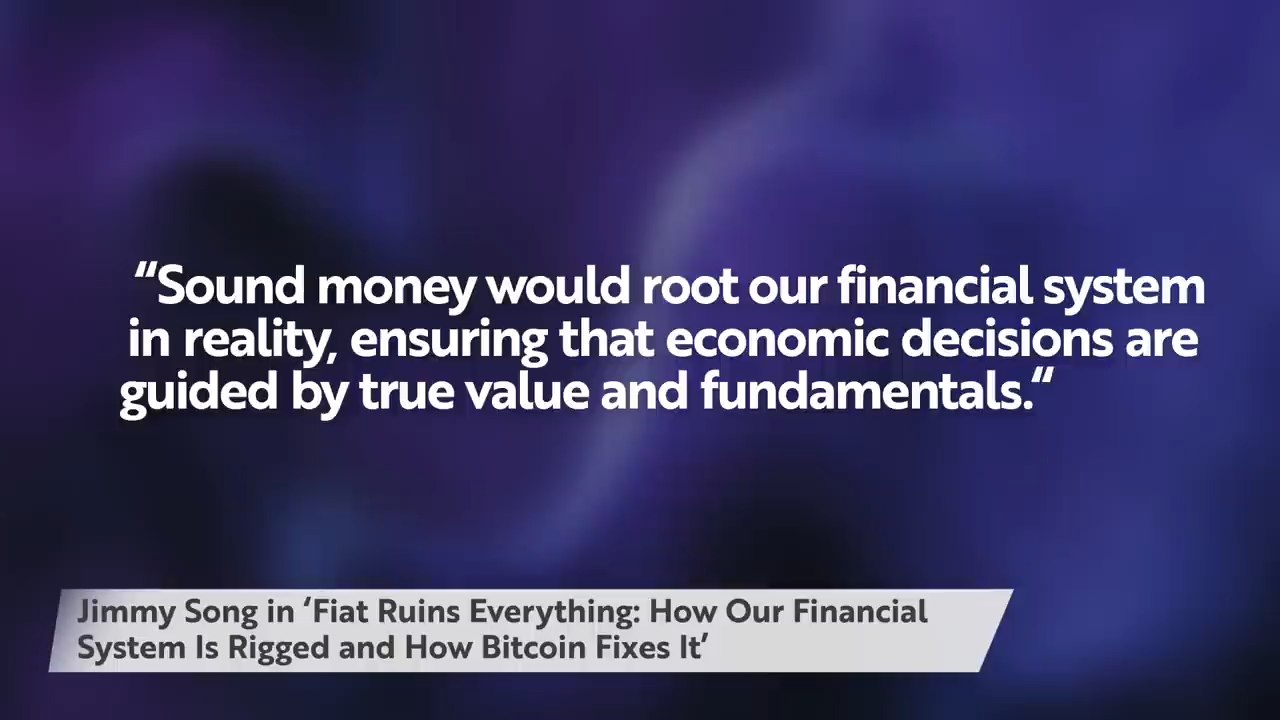 “Sound money would root our financial system
in reality, ensuring that economic decisions are
guided by true value and fundamentals.“
Jimmy Song in ‘Fiat Ruins Everything: How Our Financial
System Is Rigged and How Bitcoin Fixes It’